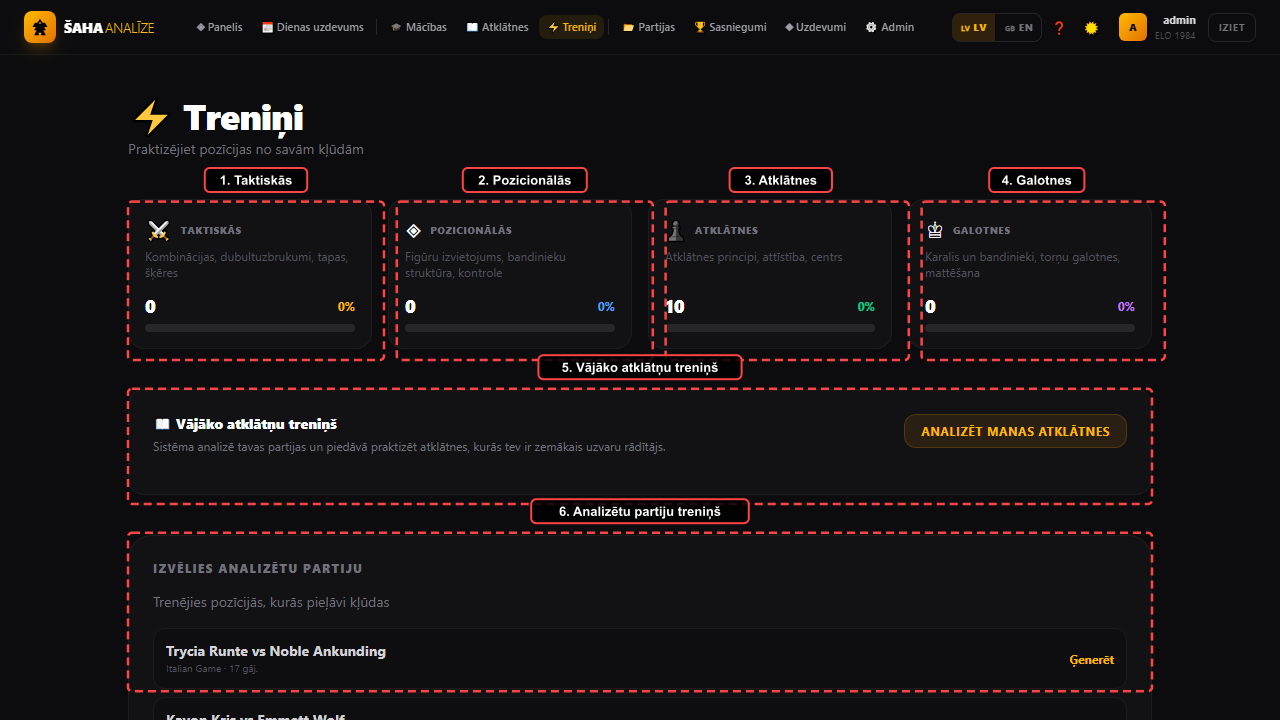 ŠAHA ANALĪZE
Panelis
Dienas uzdevums
Mācības
Atklātnes
Treniņi
Partijas
Sasniegumi
Uzdevumi
Admin
LV LV
GB EN
A
admin
ELO 1984
IZIET
Treniņi
Praktizējiet pozīcijas no savām kļūdām
1. Taktiskās
2. Pozicionālās
3. Atklātnes
4. Galotnes
TAKTISKĀS
Kombinācijas, dubultuzbrukumi, tapas,
šķēres
0
0%
POZICIONĀLĀS
Figūru izvietojums, bandinieku
struktūra, kontrole
0
0%
ATKLĀTNES
Atklātnes principi, attīstība, centrs
10
0%
GALOTNES
Karalis un bandinieki, torņu galotnes,
mattēšana
0
0%
5. Vājāko atklātņu treniņš
Vājāko atklātņu treniņš
Sistēma analizē tavas partijas un piedāvā praktizēt atklātnes, kurās tev ir zemākais uzvaru rādītājs.
ANALIZĒT MANAS ATKLĀTNES
6. Analizētu partiju treniņš
IZVĒLIES ANALIZĒTU PARTIJU
Trenējies pozīcijās, kurās pieļāvi kļūdas
Trycia Runte vs Noble Ankunding
Italian Game · 17 gāj.
Ģenerēt
Kavon Kris vs Emmett Wolf